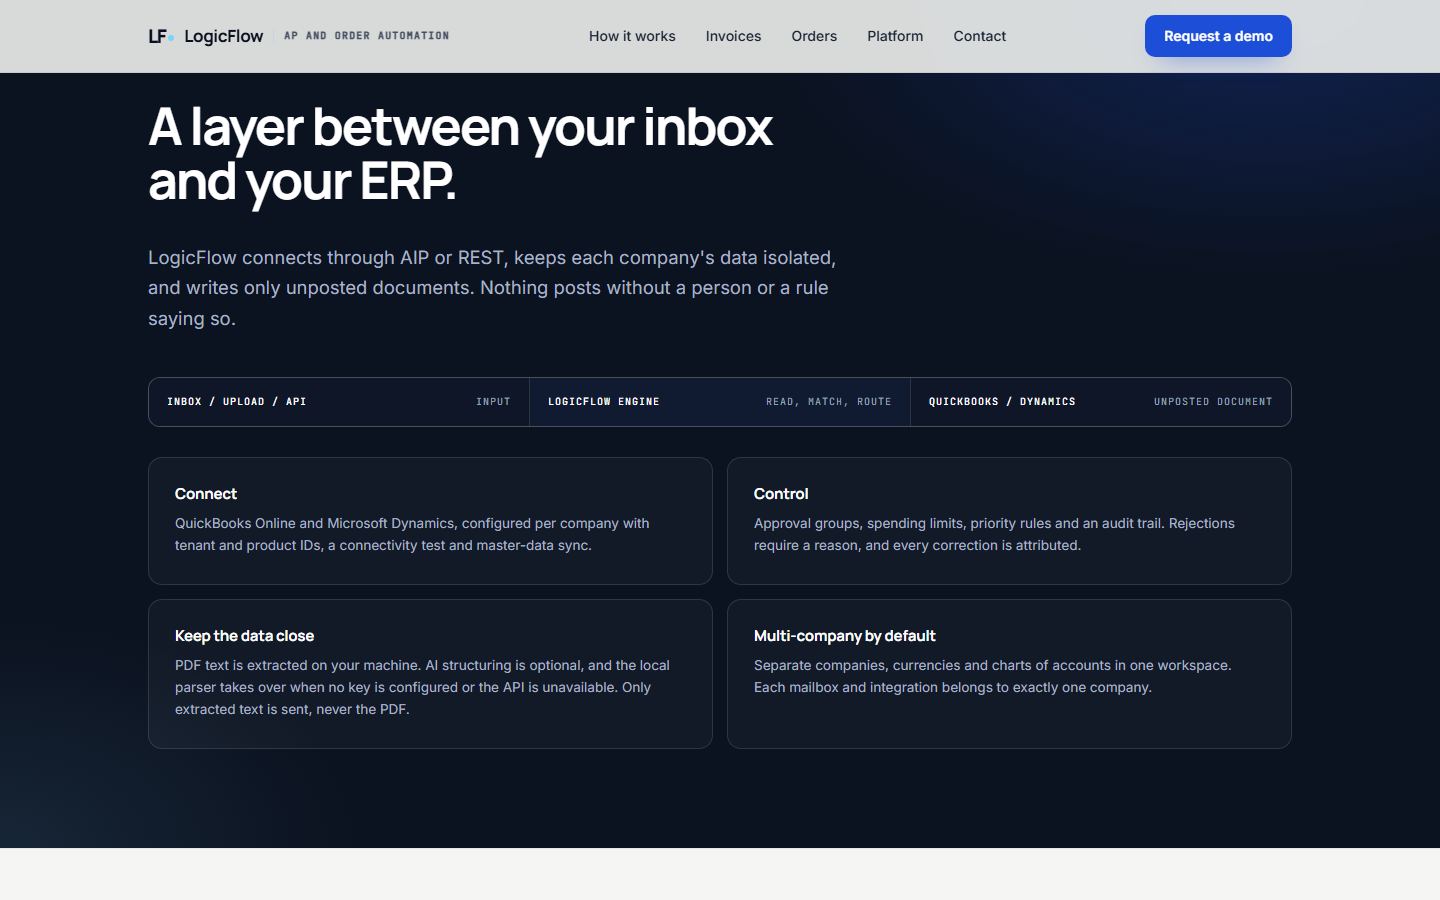 LF LogicFlow AP AND ORDER AUTOMATION How it works Invoices Orders Platform Contact Request a demo
A layer between your inbox
and your ERP.
LogicFlow connects through AIP or REST, keeps each company's data isolated,
and writes only unposted documents. Nothing posts without a person or a rule
saying so.
INBOX / UPLOAD / API INPUT LOGICFLOW ENGINE READ, MATCH, ROUTE QUICKBOOKS / DYNAMICS UNPOSTED DOCUMENT
Connect
QuickBooks Online and Microsoft Dynamics, configured per company with
tenant and product IDs, a connectivity test and master-data sync.
Control
Approval groups, spending limits, priority rules and an audit trail. Rejections
require a reason, and every correction is attributed.
Keep the data close
PDF text is extracted on your machine. AI structuring is optional, and the local
parser takes over when no key is configured or the API is unavailable. Only
extracted text is sent, never the PDF.
Multi-company by default
Separate companies, currencies and charts of accounts in one workspace.
Each mailbox and integration belongs to exactly one company.